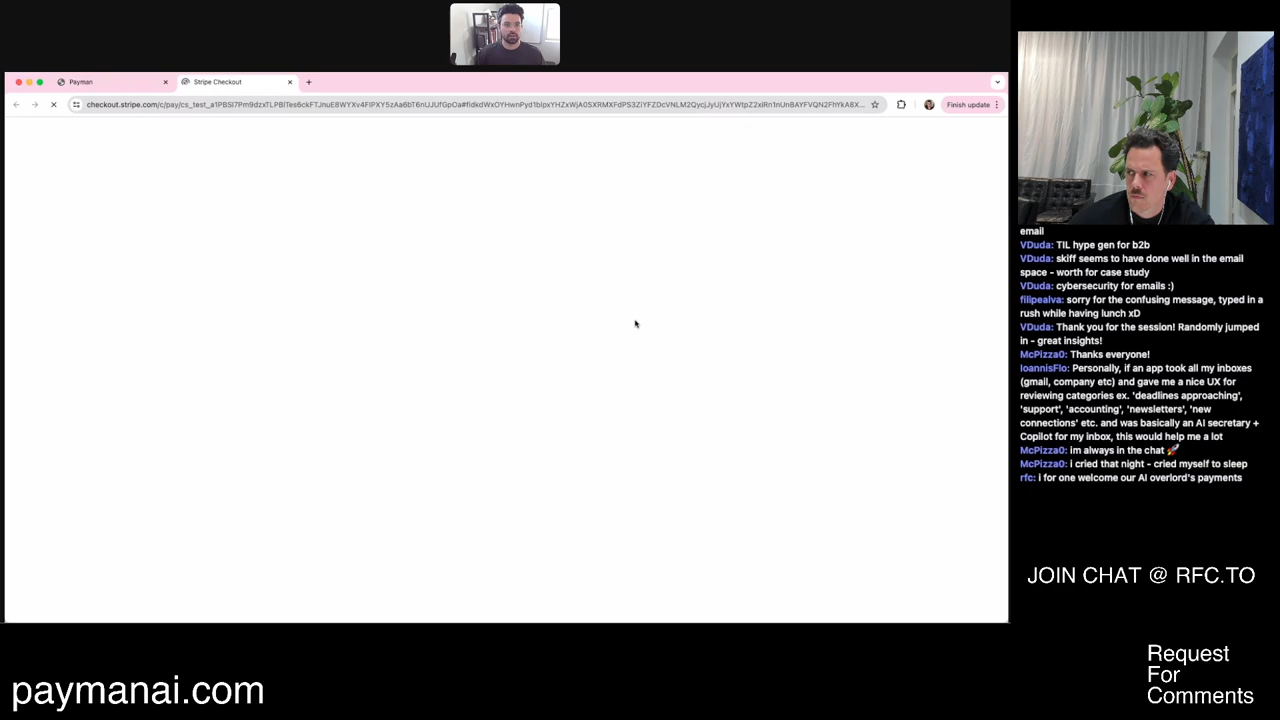 Payman
Stripe Checkout
Finish update
email
VDuda: TIL hype gen for b2b
VDuda: skiff seems to have done well in the email
space - worth for case study
VDuda: cybersecurity for emails :)
filipealva: sorry for the confusing message, typed in a
rush while having lunch xD
VDuda: Thank you for the session! Randomly jumped
in - great insights!
McPizza0: Thanks everyone!
IoannisFlo: Personally, if an app took all my inboxes
(gmail, company etc) and gave me a nice UX for
reviewing categories ex. 'deadlines approaching',
'support', 'accounting', 'newsletters', 'new
connections' etc. and was basically an AI secretary +
Copilot for my inbox, this would help me a lot
McPizza0: im always in the chat 🚀
McPizza0: i cried that night - cried myself to sleep
rfc: i for one welcome our AI overlord's payments
JOIN CHAT @ RFC.TO
Request
For
Comments
paymanai.com